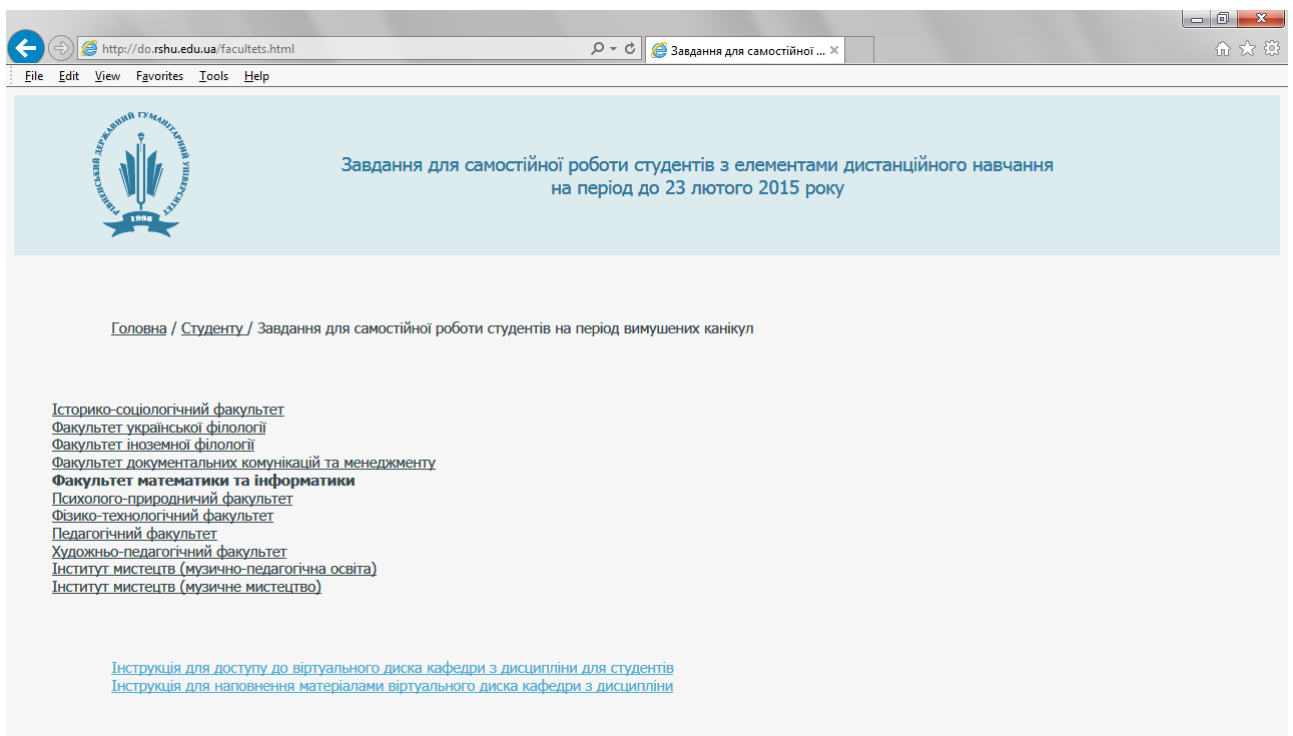 http://do.rshu.edu.ua/facultets.html
Завдання для самостійної ...
File Edit View Favorites Tools Help
РІВНЕНСЬКИЙ ДЕРЖАВНИЙ ГУМАНІТАРНИЙ УНІВЕРСИТЕТ
1998
Завдання для самостійної роботи студентів з елементами дистанційного навчання
на період до 23 лютого 2015 року
Головна / Студенту / Завдання для самостійної роботи студентів на період вимушених канікул
Історико-соціологічний факультет
Факультет української філології
Факультет іноземної філології
Факультет документальних комунікацій та менеджменту
Факультет математики та інформатики
Психолого-природничий факультет
Фізико-технологічний факультет
Педагогічний факультет
Художньо-педагогічний факультет
Інститут мистецтв (музично-педагогічна освіта)
Інститут мистецтв (музичне мистецтво)
Інструкція для доступу до віртуального диска кафедри з дисципліни для студентів
Інструкція для наповнення матеріалами віртуального диска кафедри з дисципліни